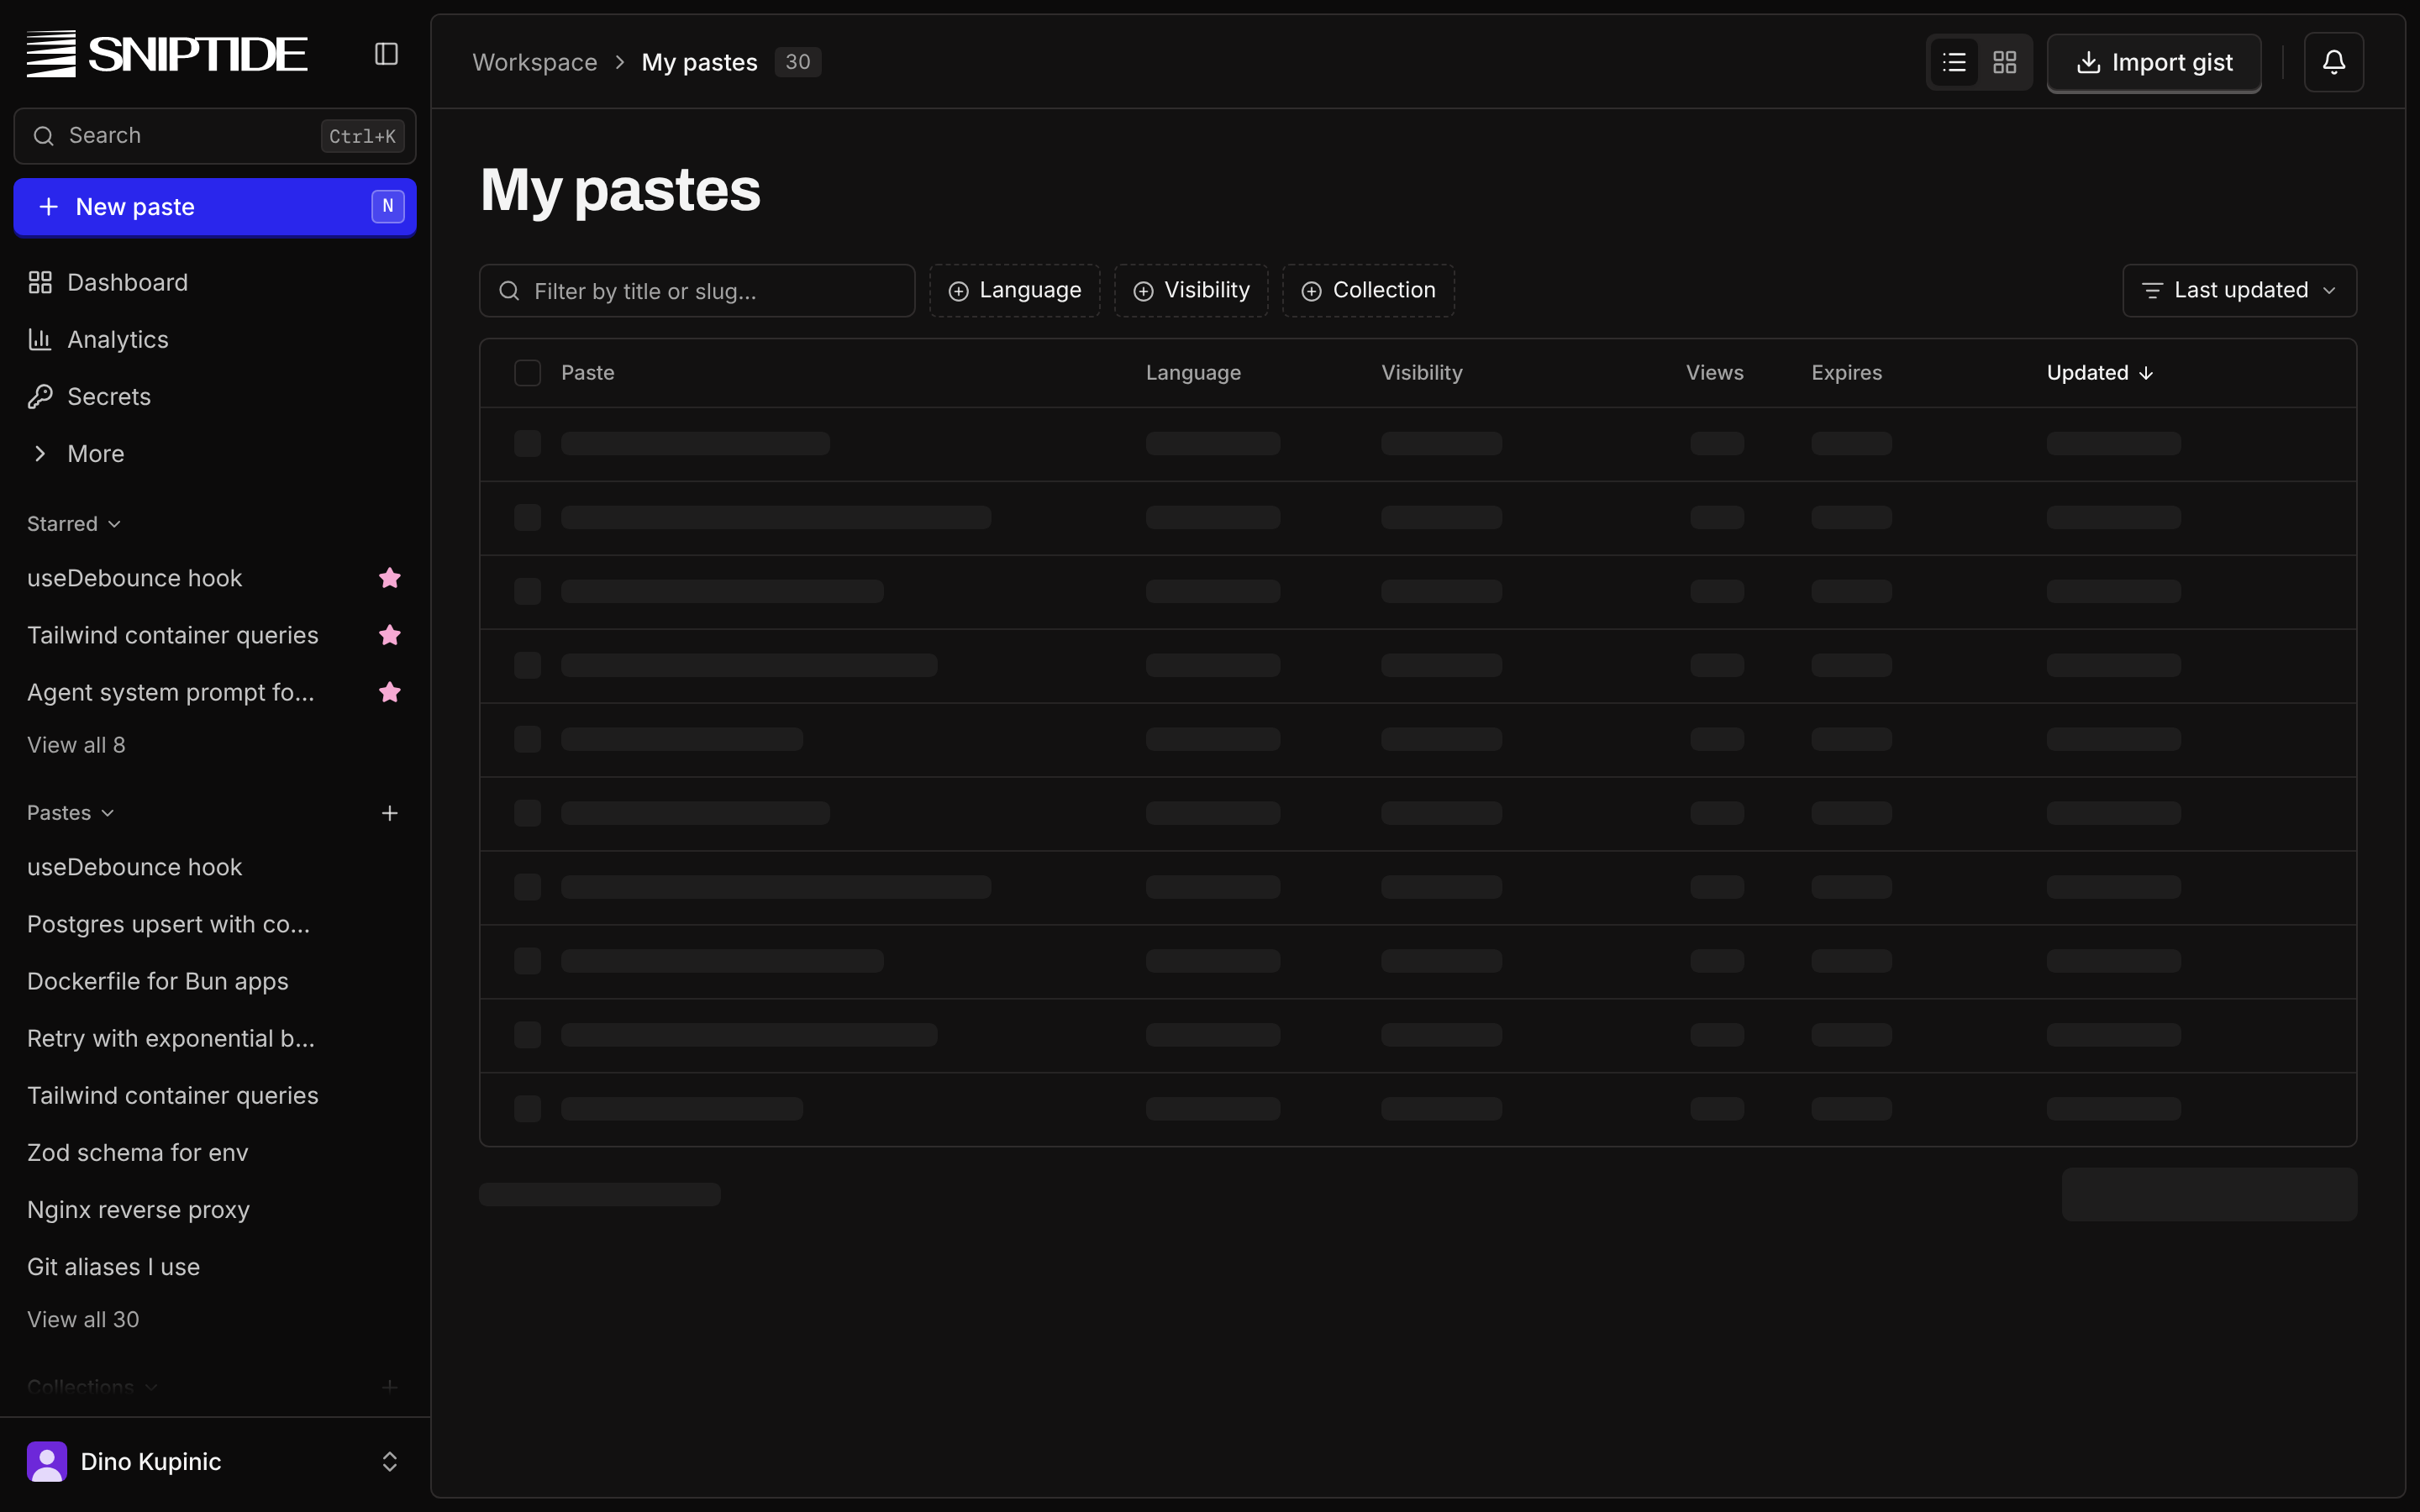 SNIPTIDE
Search Ctrl+K
New paste N
Dashboard
Analytics
Secrets
More
Starred
useDebounce hook
Tailwind container queries
Agent system prompt fo...
View all 8
Pastes
useDebounce hook
Postgres upsert with co...
Dockerfile for Bun apps
Retry with exponential b...
Tailwind container queries
Zod schema for env
Nginx reverse proxy
Git aliases I use
View all 30
Collections
Dino Kupinic
Workspace My pastes 30
Import gist
My pastes
Filter by title or slug...
Language
Visibility
Collection
Last updated
Paste Language Visibility Views Expires Updated